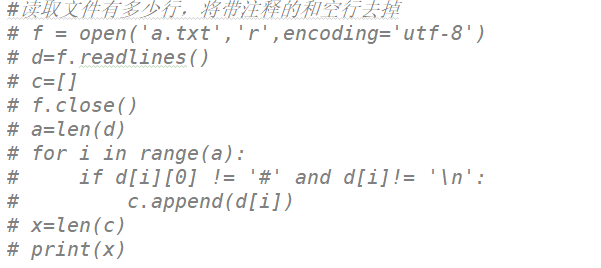 #读取文件有多少行，将带注释的和空行去掉
# f = open('a.txt','r',encoding='utf-8')
# d=f.readlines()
# c=[]
# f.close()
# a=len(d)
# for i in range(a):
#     if d[i][0] != '#' and d[i]!= '\n':
#         c.append(d[i])
# x=len(c)
# print(x)